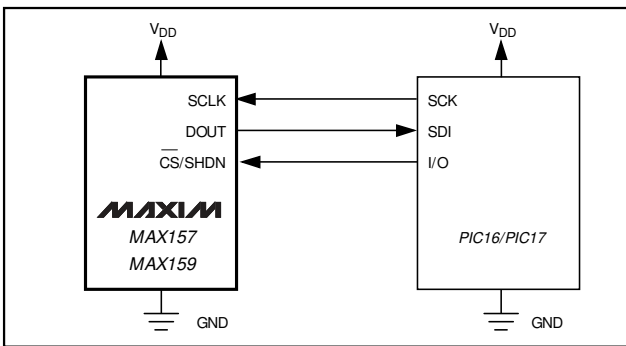 VDD VDD
SCLK SCK
DOUT SDI
CS/SHDN I/O
MAXIM
MAX157 PIC16/PIC17
MAX159
GND GND